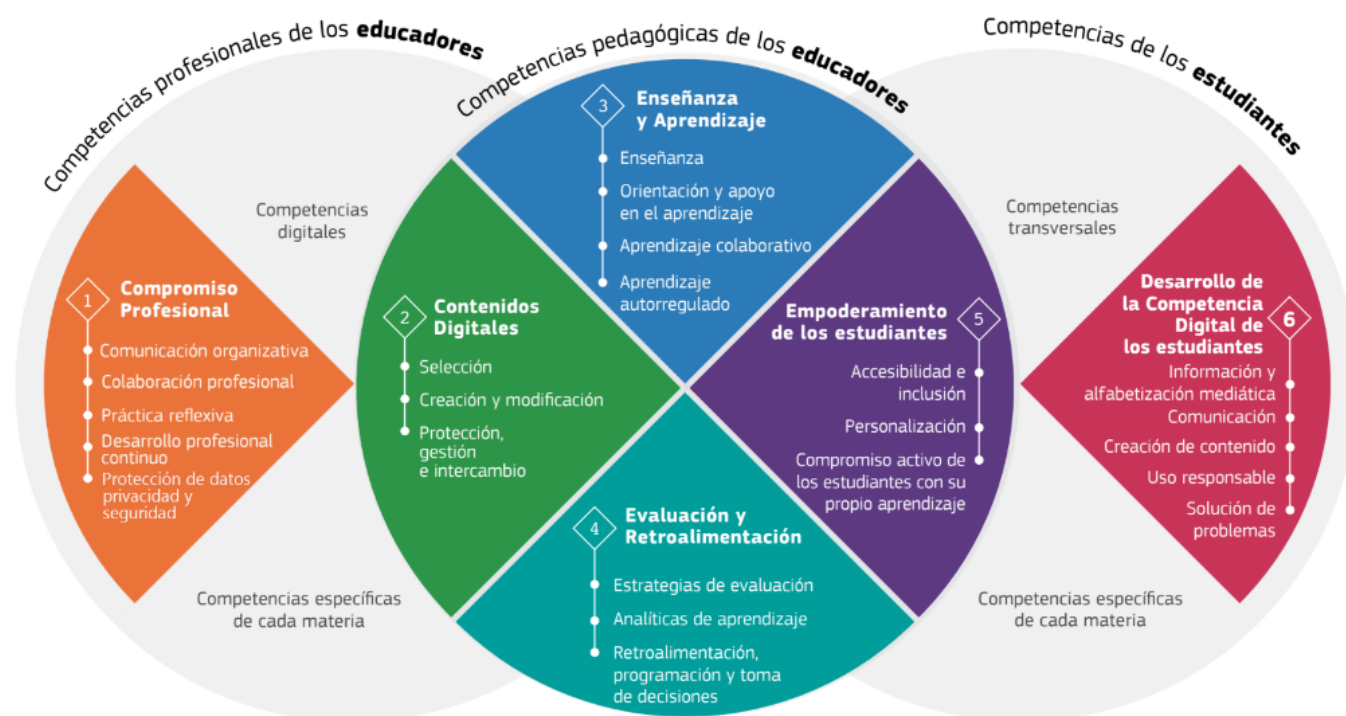 Competencias profesionales de los educadores
Competencias pedagógicas de los educadores
Competencias de los estudiantes
Competencias
digitales
1
Compromiso
Profesional
Comunicación organizativa
Colaboración profesional
Práctica reflexiva
Desarrollo profesional
continuo
Protección de datos
privacidad y
seguridad
Competencias específicas
de cada materia
2
Contenidos
Digitales
Selección
Creación y modificación
Protección,
gestión
e intercambio
3
Enseñanza
y Aprendizaje
Enseñanza
Orientación y apoyo
en el aprendizaje
Aprendizaje colaborativo
Aprendizaje
autorregulado
4
Evaluación y
Retroalimentación
Estrategias de evaluación
Analíticas de aprendizaje
Retroalimentación,
programación y toma
de decisiones
Empoderamiento
de los estudiantes
5
Accesibilidad e
inclusión
Personalización
Compromiso activo de
los estudiantes con su
propio aprendizaje
Competencias
transversales
Desarrollo de
la Competencia
Digital de
los estudiantes
6
Información y
alfabetización mediática
Comunicación
Creación de contenido
Uso responsable
Solución de
problemas
Competencias específicas
de cada materia